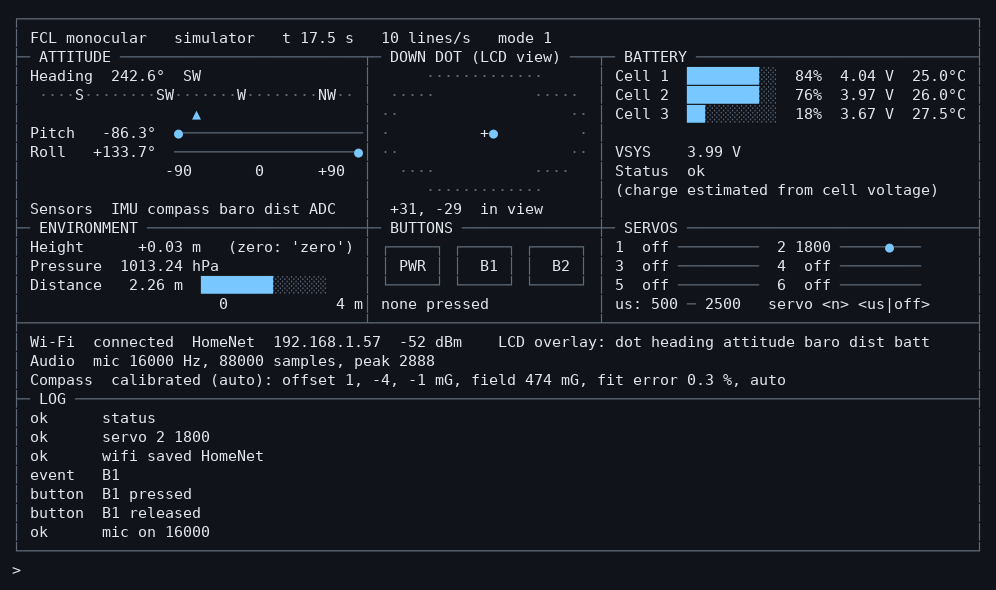 FCL monocular simulator t 17.5 s 10 lines/s mode 1
ATTITUDE DOWN DOT (LCD view) BATTERY
Heading 242.6° SW Cell 1 84% 4.04 V 25.0°C
S SW W NW Cell 2 76% 3.97 V 26.0°C
Cell 3 18% 3.67 V 27.5°C
Pitch -86.3° +
Roll +133.7° VSYS 3.99 V
-90 0 +90 Status ok
(charge estimated from cell voltage)
Sensors IMU compass baro dist ADC +31, -29 in view
ENVIRONMENT BUTTONS SERVOS
Height +0.03 m (zero: 'zero') 1 off 2 1800
Pressure 1013.24 hPa PWR B1 B2 3 off 4 off
Distance 2.26 m 5 off 6 off
0 4 m none pressed us: 500 ─ 2500 servo <n> <us|off>
Wi-Fi connected HomeNet 192.168.1.57 -52 dBm LCD overlay: dot heading attitude baro dist batt
Audio mic 16000 Hz, 88000 samples, peak 2888
Compass calibrated (auto): offset 1, -4, -1 mG, field 474 mG, fit error 0.3 %, auto
LOG
ok status
ok servo 2 1800
ok wifi saved HomeNet
event B1
button B1 pressed
button B1 released
ok mic on 16000
>